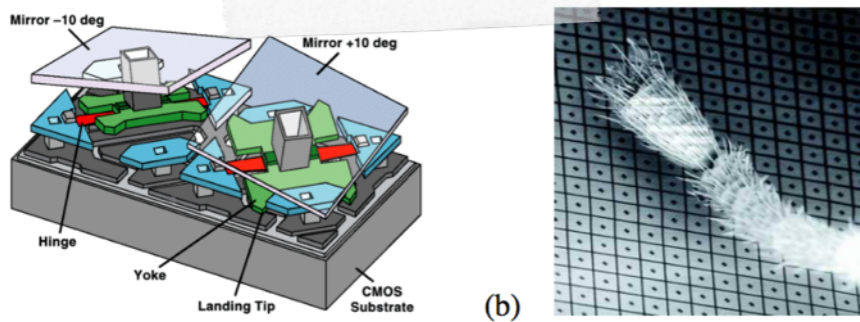 Mirror –10 deg
Mirror +10 deg
Hinge
Yoke
Landing Tip
CMOS
Substrate
(b)